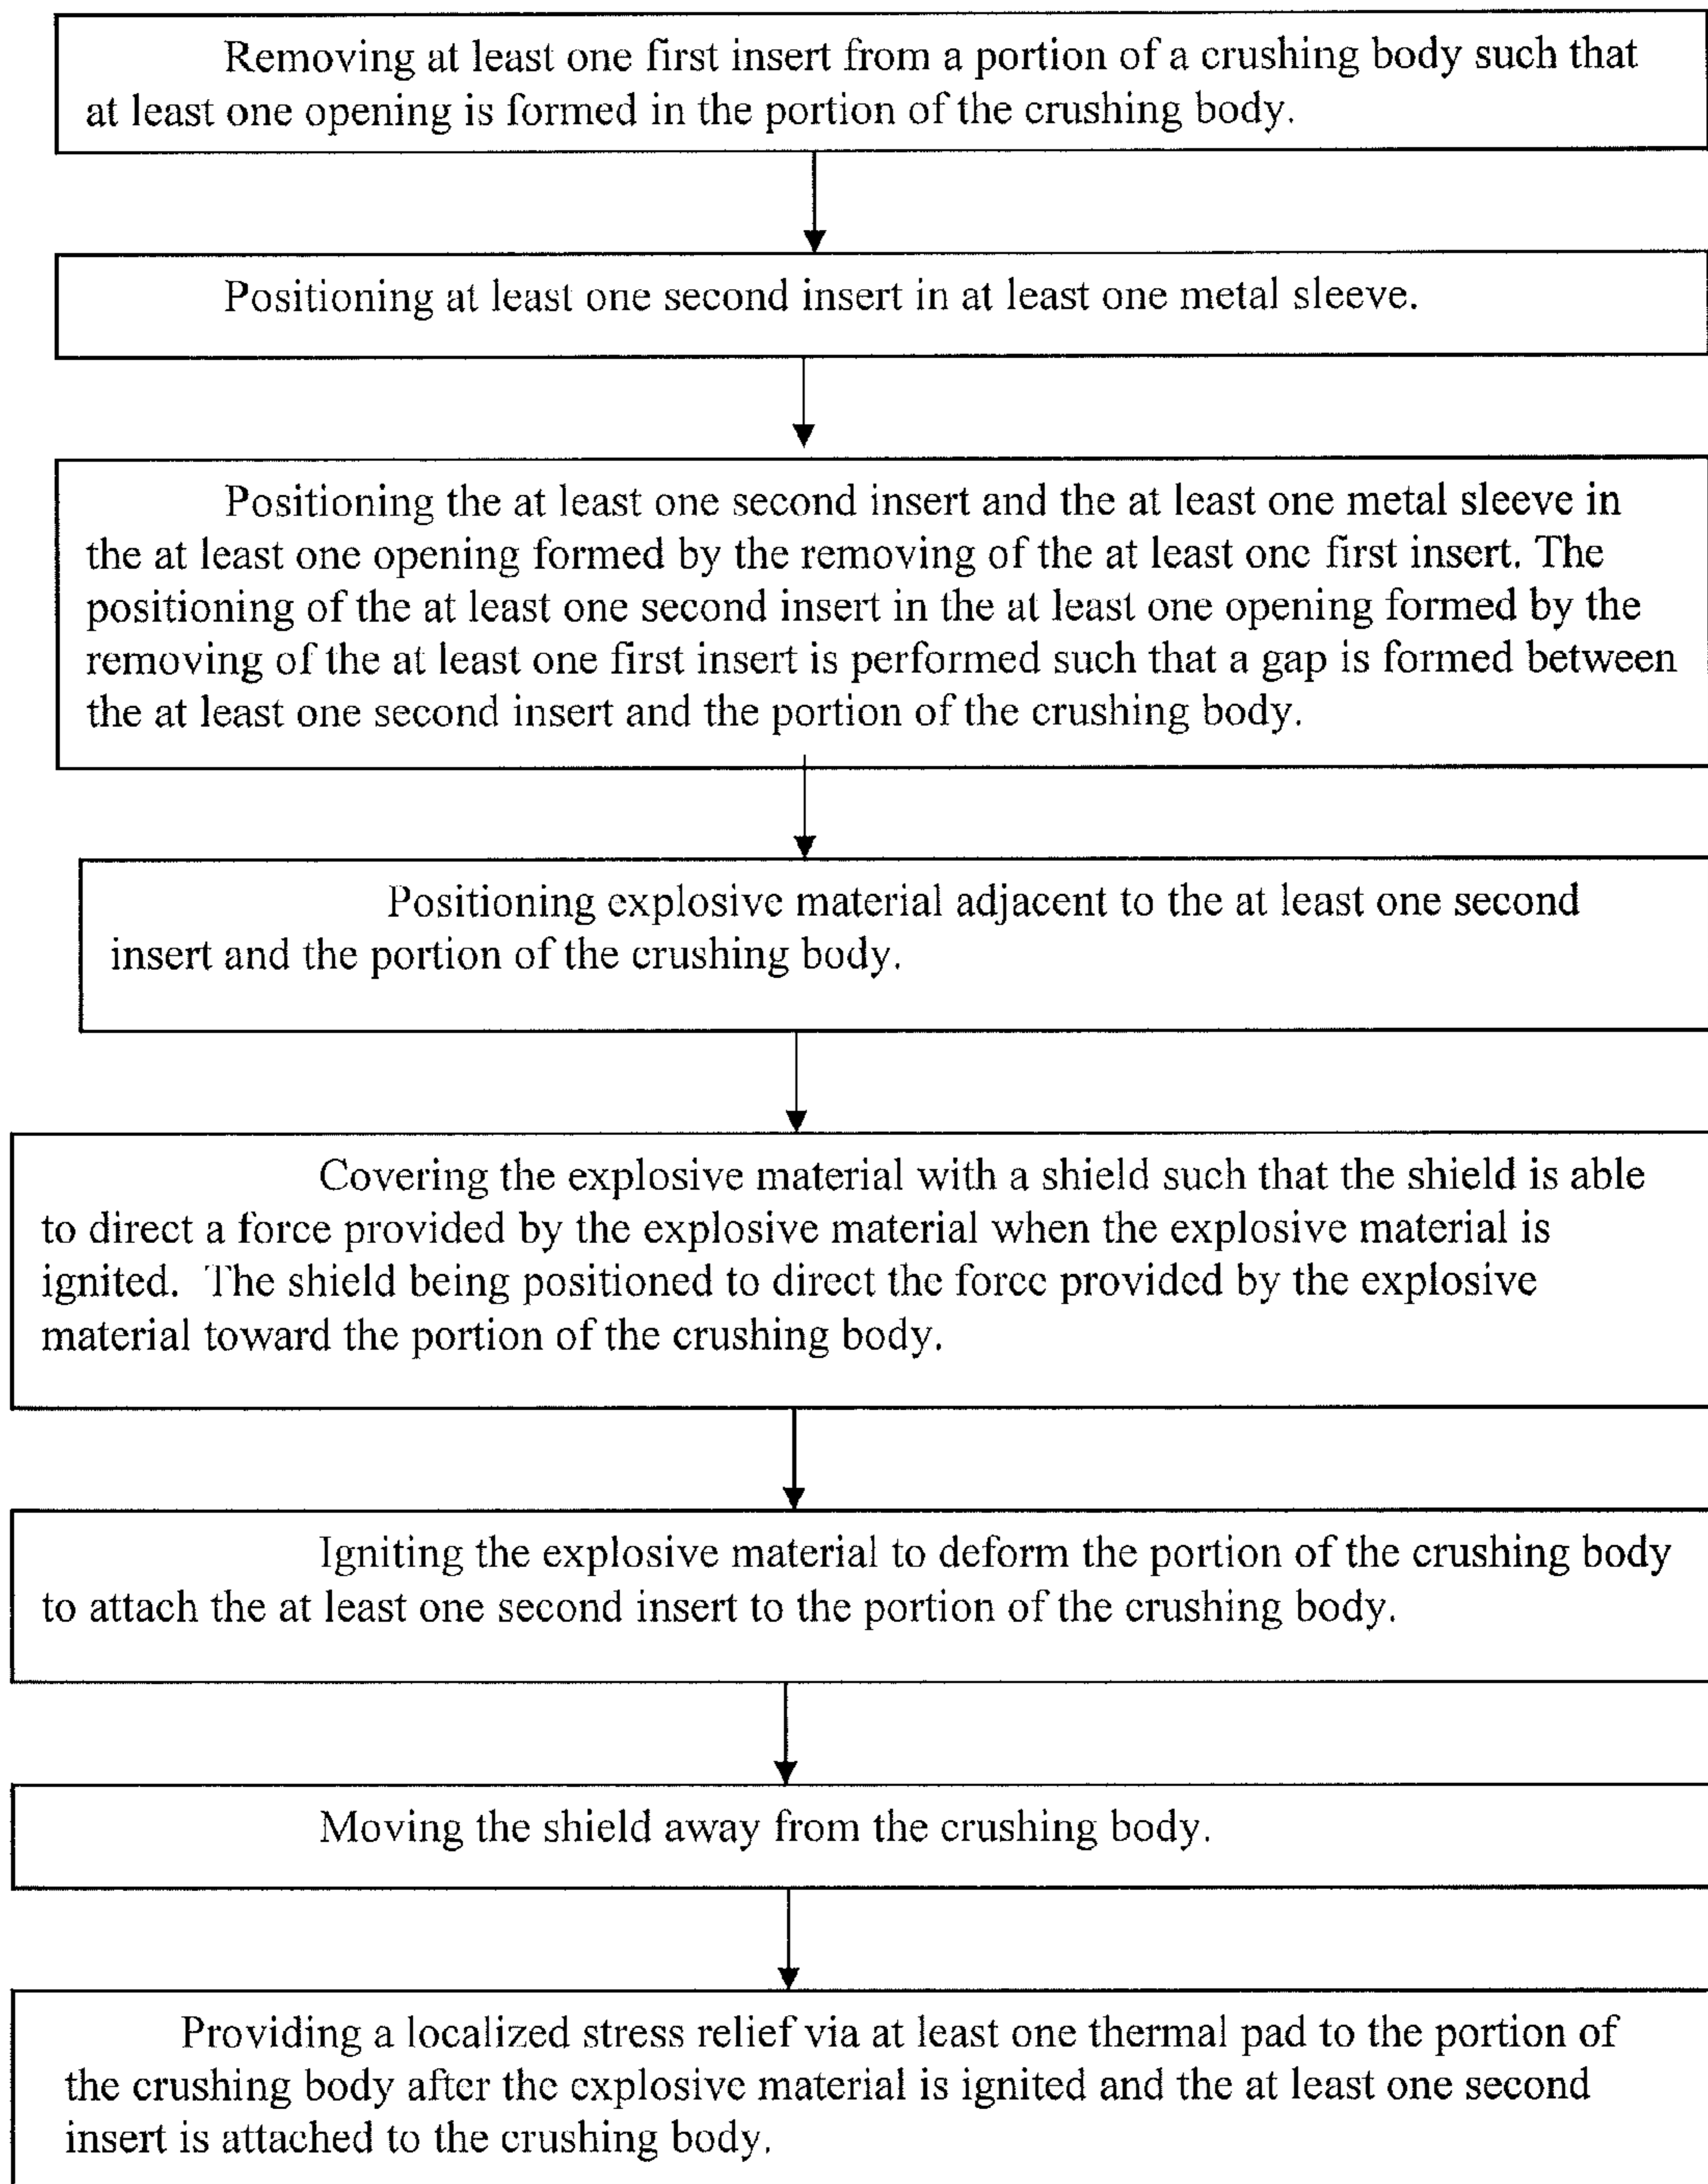 Removing at least one first insert from a portion of a crushing body such that
at least one opening is formed in the portion of the crushing body.
Positioning at least one second insert in at least one metal sleeve.
Positioning the at least one second insert and the at least one metal sleeve in
the at least one opening formed by the removing of the at least one first insert. The
positioning of the at least one second insert in the at least one opening formed by the
removing of the at least one first insert is performed such that a gap is formed between
the at least one second insert and the portion of the crushing body.
Positioning explosive material adjacent to the at least one second
insert and the portion of the crushing body.
Covering the explosive material with a shield such that the shield is able
to direct a force provided by the explosive material when the explosive material is
ignited. The shield being positioned to direct the force provided by the explosive
material toward the portion of the crushing body.
Igniting the explosive material to deform the portion of the crushing body
to attach the at least one second insert to the portion of the crushing body.
Moving the shield away from the crushing body.
Providing a localized stress relief via at least one thermal pad to the portion of
the crushing body after the explosive material is ignited and the at least one second
insert is attached to the crushing body.